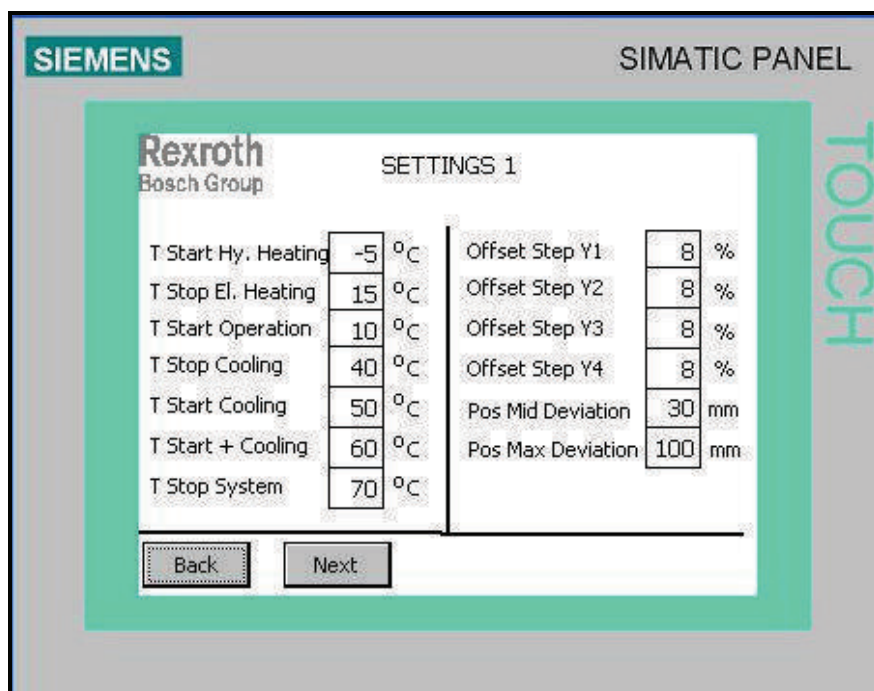 SIEMENS
SIMATIC PANEL
TOUCH
Rexroth
Bosch Group
SETTINGS 1
T Start Hy. Heating -5 °C
T Stop El. Heating 15 °C
T Start Operation 10 °C
T Stop Cooling 40 °C
T Start Cooling 50 °C
T Start + Cooling 60 °C
T Stop System 70 °C
Offset Step Y1 8 %
Offset Step Y2 8 %
Offset Step Y3 8 %
Offset Step Y4 8 %
Pos Mid Deviation 30 mm
Pos Max Deviation 100 mm
Back
Next